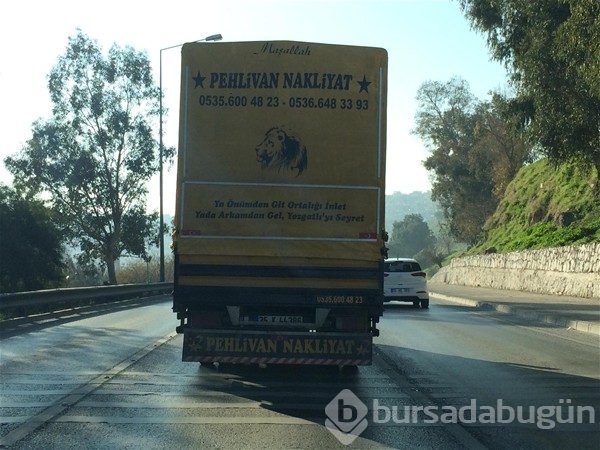 Maşallah
PEHLİVAN NAKLİYAT
0535.600 48 23 - 0536.648 33 93
Ya Önümden Git Ortalığı İnlet
Yada Arkamdan Gel, Yozgatlı'yı Seyret
0535.600 48 23
PEHLİVAN NAKLİYAT
b bursadabugün